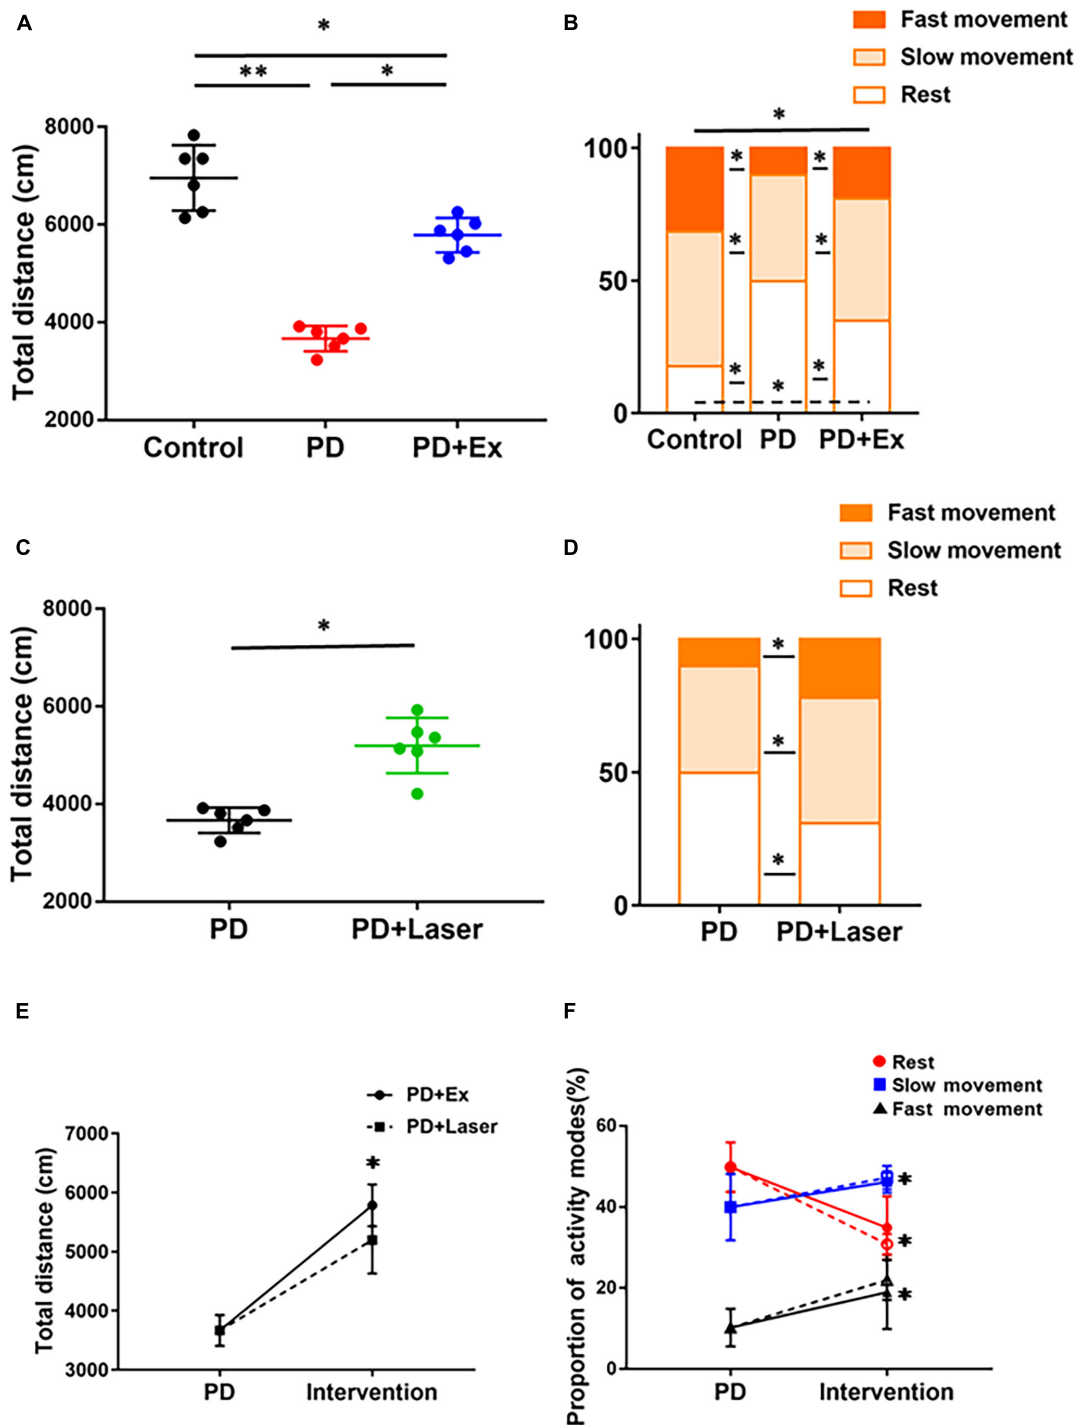 A
*
** *
Total distance (cm)
8000
6000
4000
2000
Control PD PD+Ex
B
Fast movement
Slow movement
Rest
*
* *
* *
* * *
100
50
0
Control PD PD+Ex
C
*
Total distance (cm)
8000
6000
4000
2000
PD PD+Laser
D
Fast movement
Slow movement
Rest
*
*
*
100
50
0
PD PD+Laser
E
PD+Ex
PD+Laser
*
Total distance (cm)
7000
6000
5000
4000
3000
PD Intervention
F
Rest
Slow movement
Fast movement
*
*
*
Proportion of activity modes(%)
60
40
20
0
PD Intervention